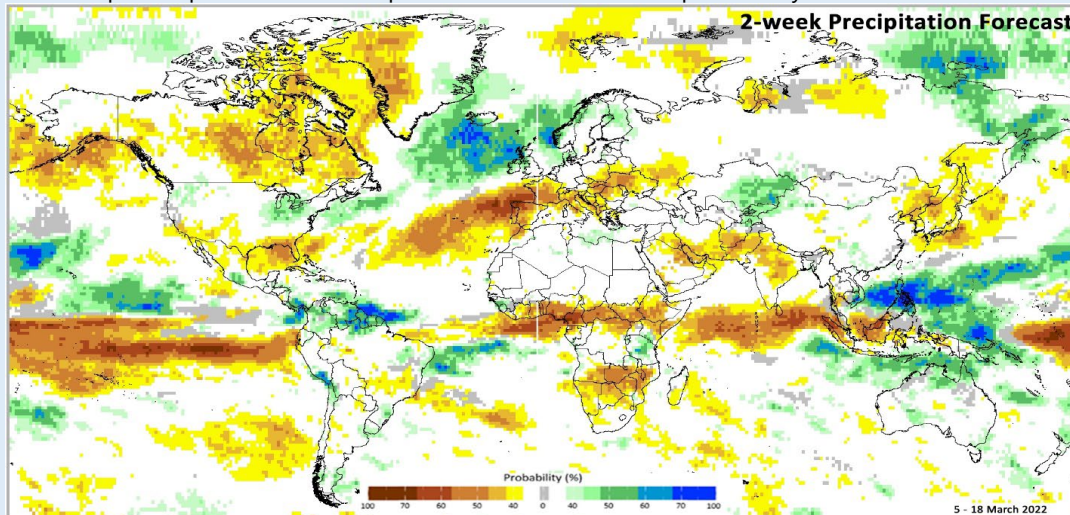 2-week Precipitation Forecast
Probability (%)
100 70 60 50 40 0 40 50 60 70 100
5 - 18 March 2022